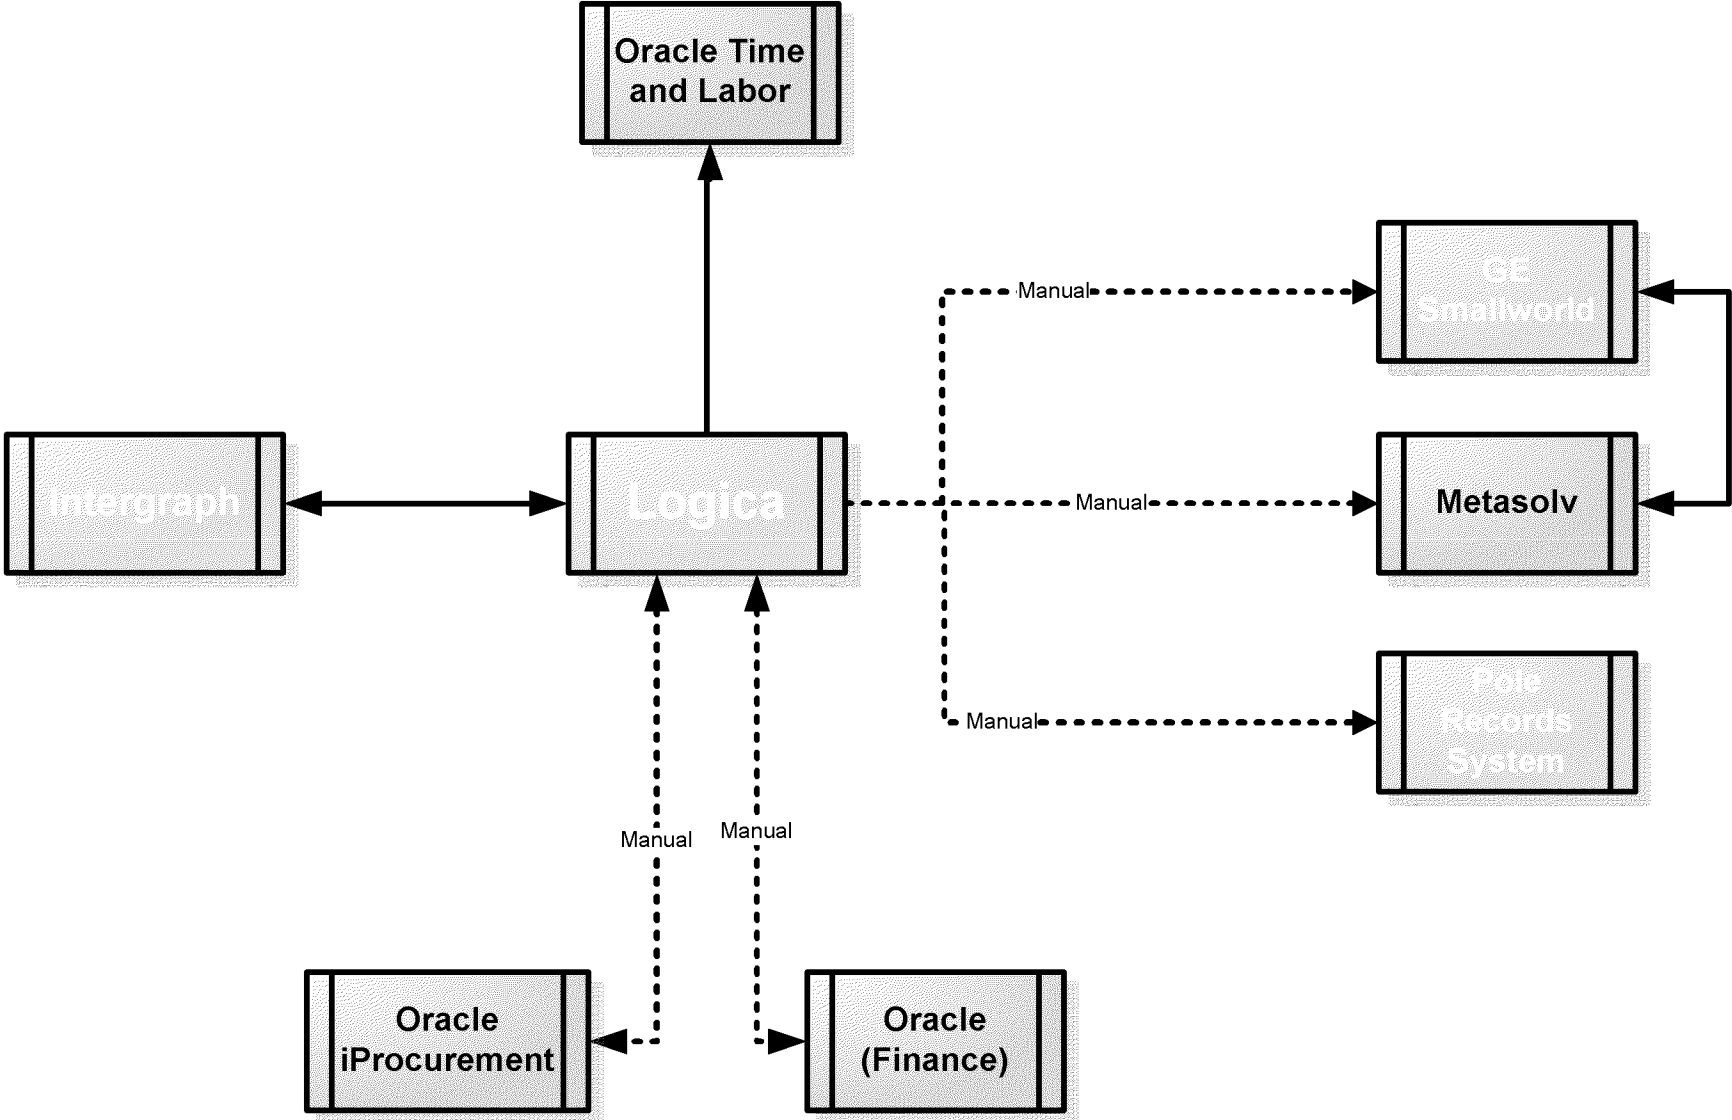 Oracle Time
and Labor
Manual
GE
Smallworld
Intergraph
Logica
Manual
Metasolv
Manual
Pole
Records
System
Manual
Manual
Oracle
iProcurement
Oracle
(Finance)